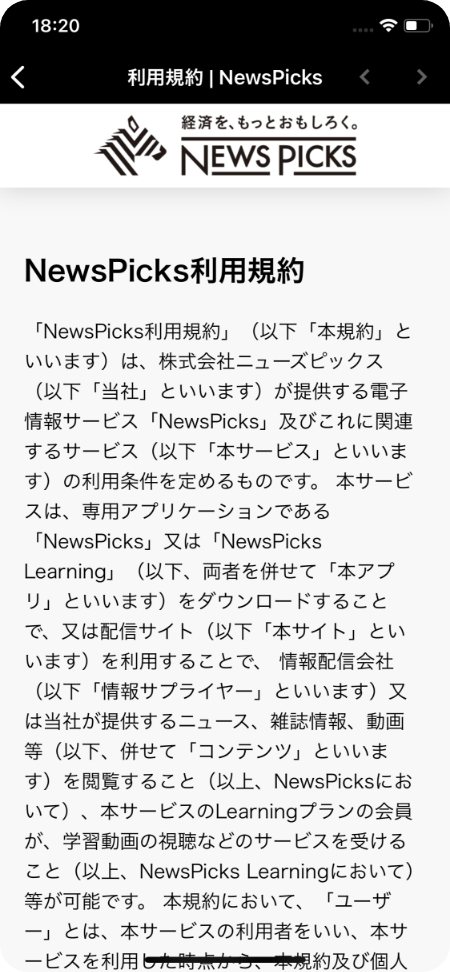 18:20
利用規約 | NewsPicks
経済を、もっとおもしろく。
NEWS PICKS
NewsPicks利用規約
「NewsPicks利用規約」（以下「本規約」と
いいます）は、株式会社ニューズピックス
（以下「当社」といいます）が提供する電子
情報サービス「NewsPicks」及びこれに関連
するサービス（以下「本サービス」といいま
す）の利用条件を定めるものです。 本サービ
スは、専用アプリケーションである
「NewsPicks」又は「NewsPicks
Learning」（以下、両者を併せて「本アプ
リ」といいます）をダウンロードすること
で、又は配信サイト（以下「本サイト」とい
います）を利用することで、 情報配信会社
（以下「情報サプライヤー」といいます）又
は当社が提供するニュース、雑誌情報、動画
等（以下、併せて「コンテンツ」といいま
す）を閲覧すること（以上、NewsPicksにお
いて）、本サービスのLearningプランの会員
が、学習動画の視聴などのサービスを受ける
こと（以上、NewsPicks Learningにおいて）
等が可能です。 本規約において、「ユーザ
ー」とは、本サービスの利用者をいい、本サ
ービスを利用した時点から、本規約及び個人